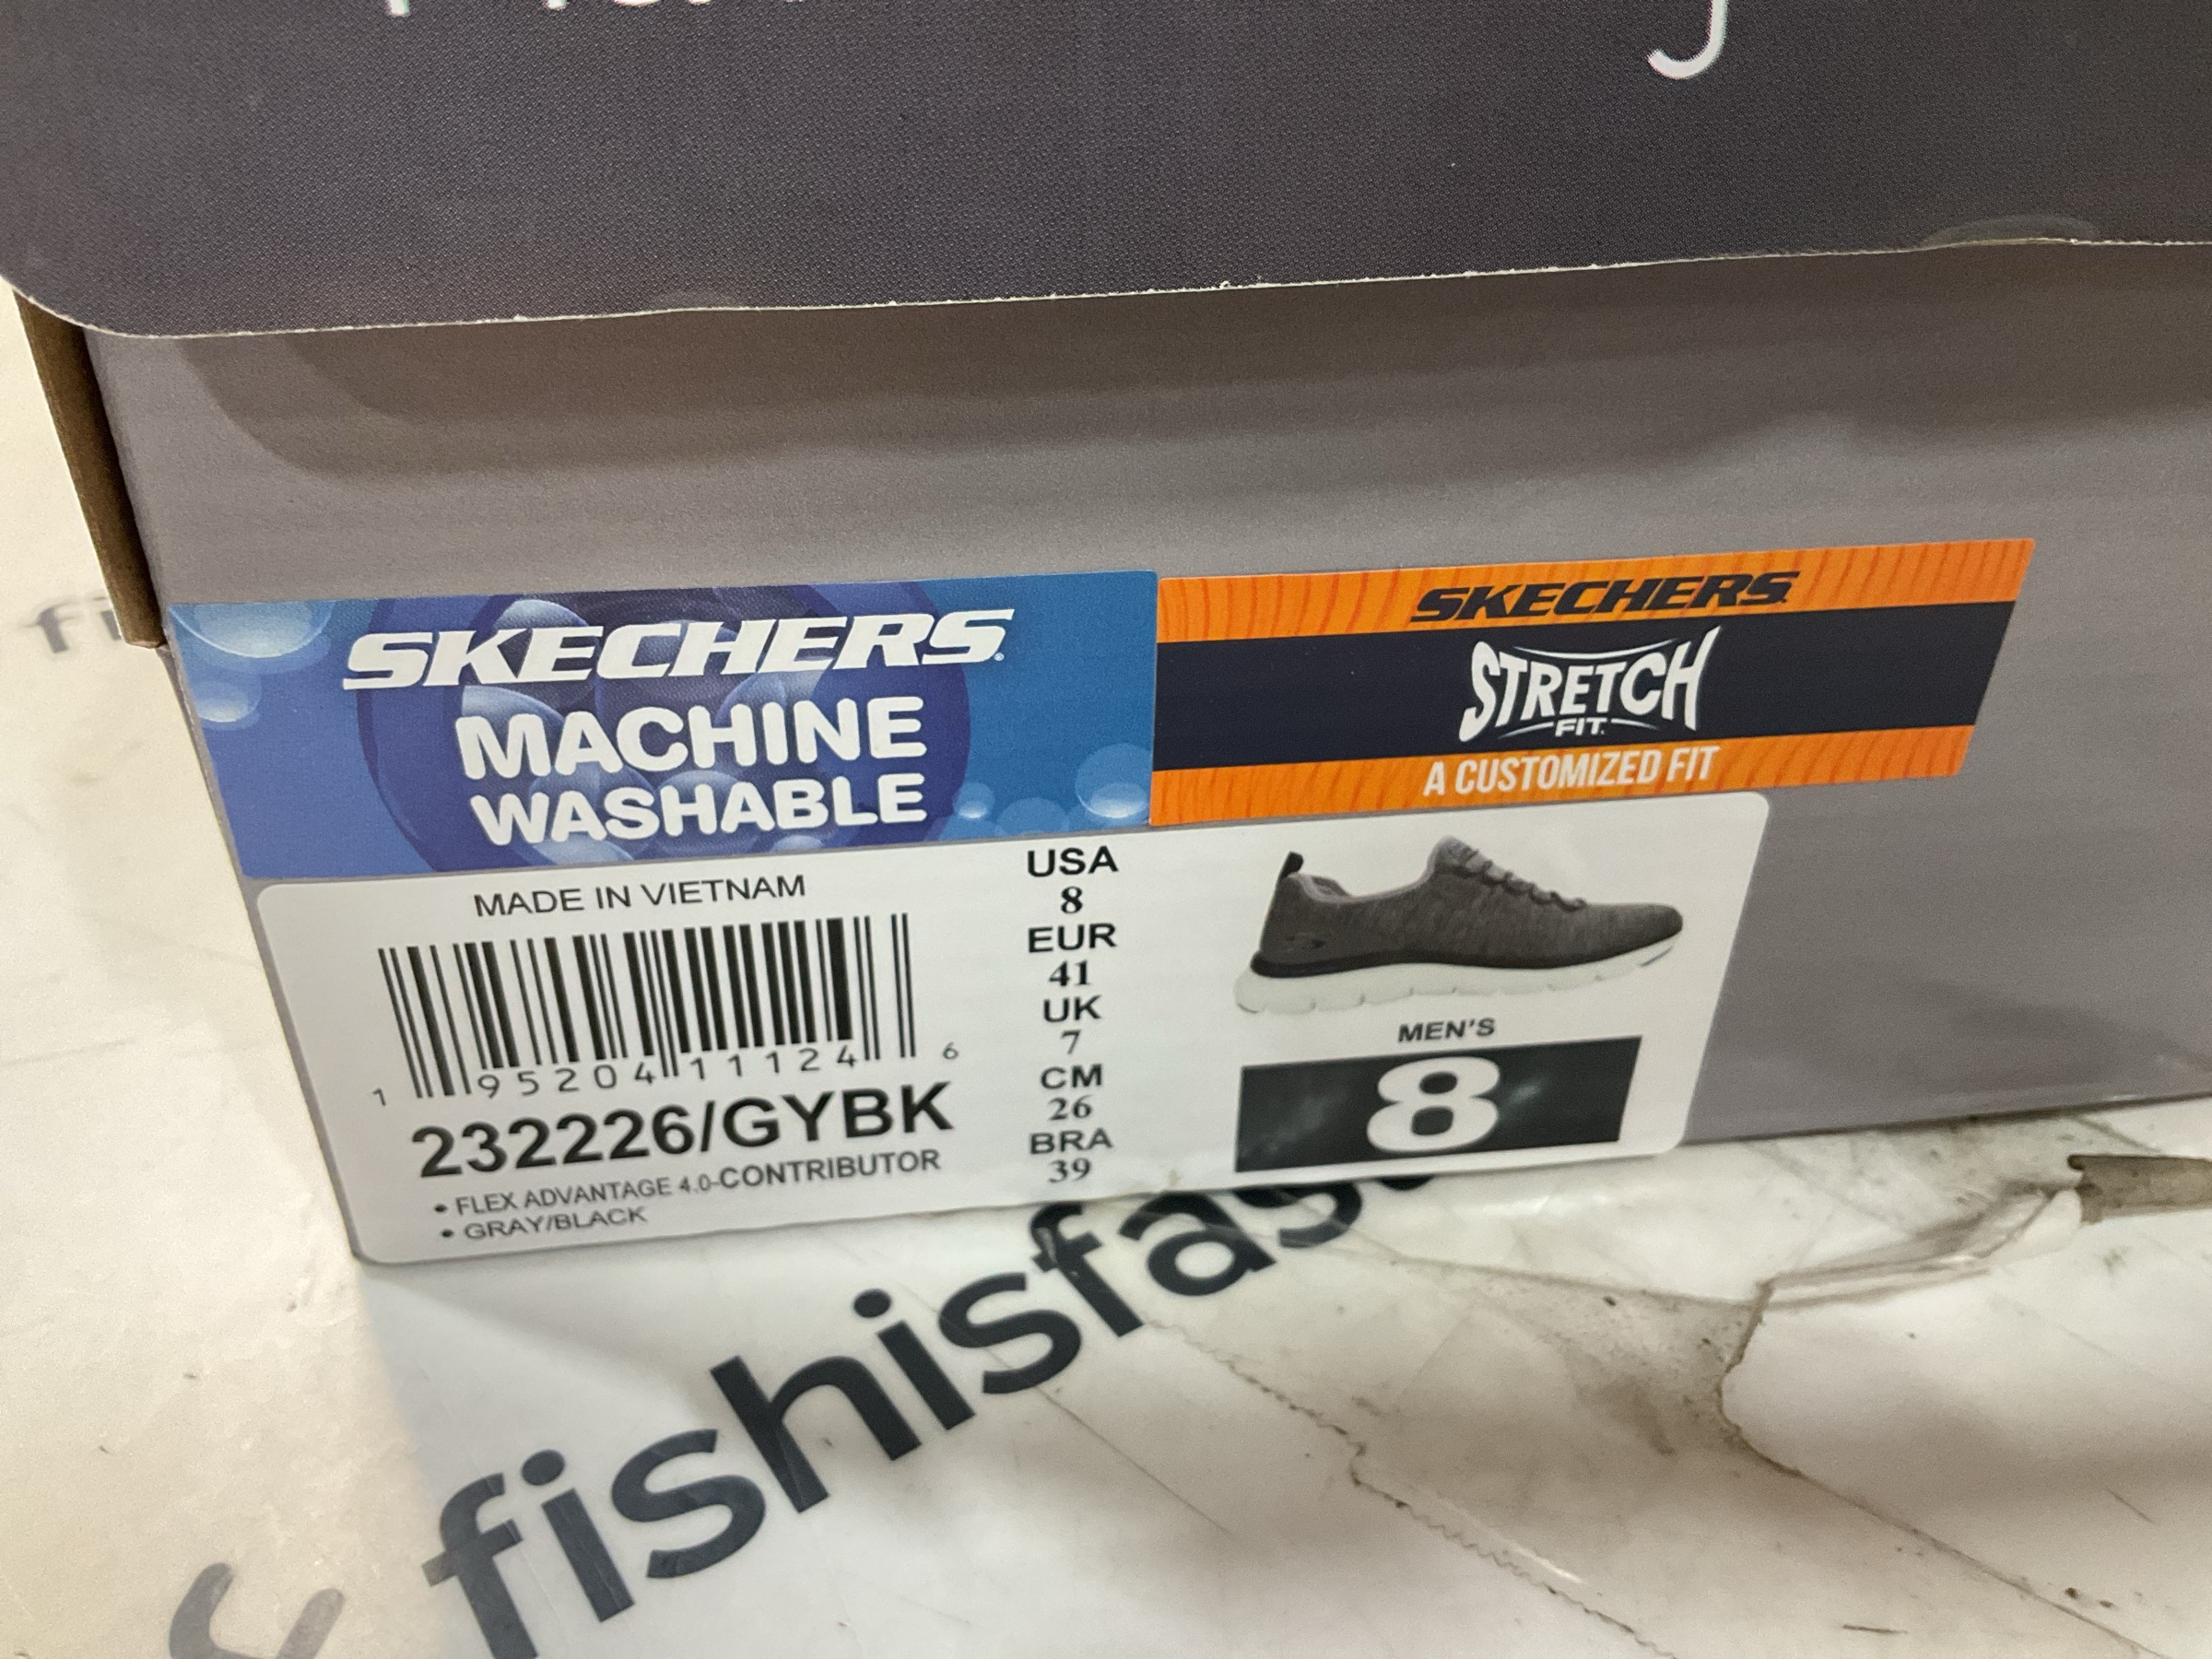 SKECHERS
MACHINE
WASHABLE
SKECHERS
STRETCH
FIT
A CUSTOMIZED FIT
MADE IN VIETNAM
1 95204 11124 6
232226/GYBK
• FLEX ADVANTAGE 4.0-CONTRIBUTOR
• GRAY/BLACK
USA
8
EUR
41
UK
7
CM
26
BRA
39
MEN'S
8
fishisfas